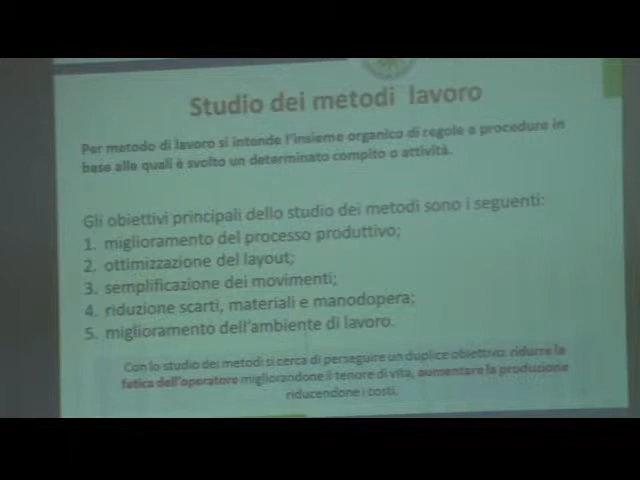 Studio dei metodi lavoro
Per metodo di lavoro si intende l'insieme organico di regole e procedure in
base alle quali è svolto un determinato compito o attività.
Gli obiettivi principali dello studio dei metodi sono i seguenti:
1. miglioramento del processo produttivo;
2. ottimizzazione del layout;
3. semplificazione dei movimenti;
4. riduzione scarti, materiali e manodopera;
5. miglioramento dell'ambiente di lavoro.
Con lo studio dei metodi si cerca di perseguire un duplice obiettivo: ridurre la
fatica dell'operatore migliorandone il tenore di vita, aumentare la produzione
riducendone i costi.